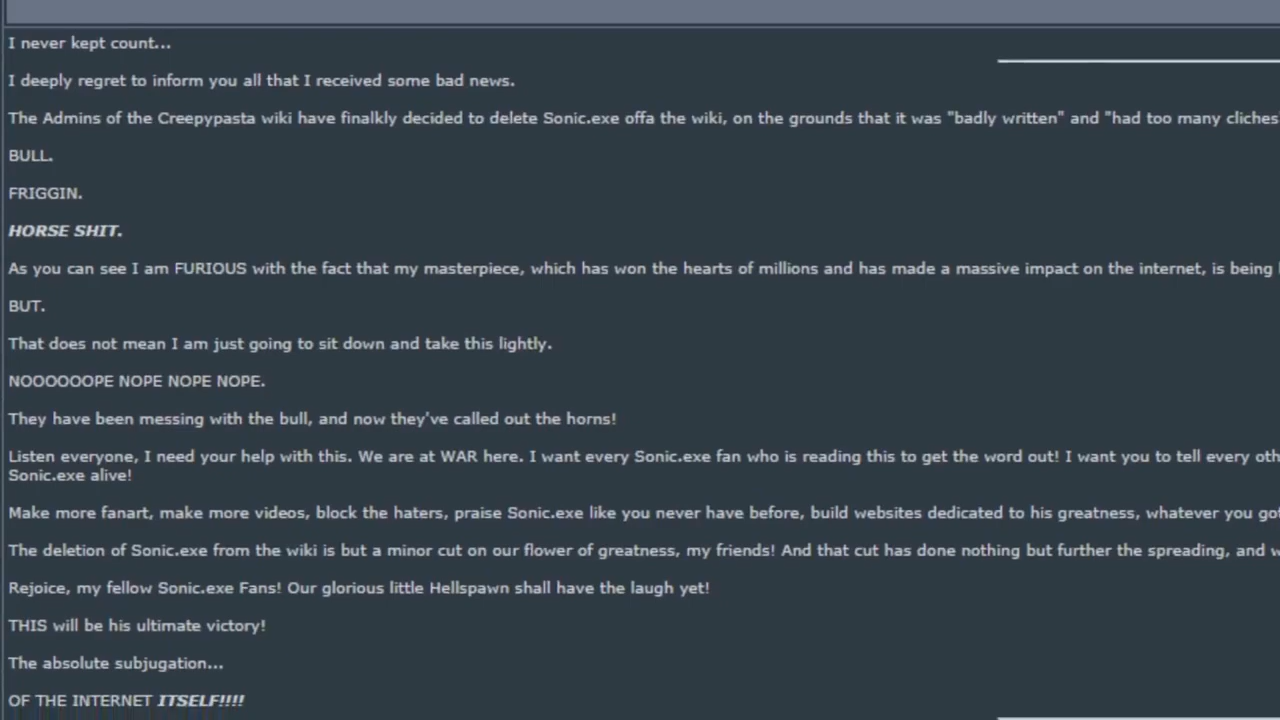 I never kept count...
I deeply regret to inform you all that I received some bad news.
The Admins of the Creepypasta wiki have finalkly decided to delete Sonic.exe offa the wiki, on the grounds that it was "badly written" and "had too many cliches
BULL.
FRIGGIN.
HORSE SHIT.
As you can see I am FURIOUS with the fact that my masterpiece, which has won the hearts of millions and has made a massive impact on the internet, is being
BUT.
That does not mean I am just going to sit down and take this lightly.
NOOOOOOPE NOPE NOPE NOPE.
They have been messing with the bull, and now they've called out the horns!
Listen everyone, I need your help with this. We are at WAR here. I want every Sonic.exe fan who is reading this to get the word out! I want you to tell every oth
Sonic.exe alive!
Make more fanart, make more videos, block the haters, praise Sonic.exe like you never have before, build websites dedicated to his greatness, whatever you got
The deletion of Sonic.exe from the wiki is but a minor cut on our flower of greatness, my friends! And that cut has done nothing but further the spreading, and
Rejoice, my fellow Sonic.exe Fans! Our glorious little Hellspawn shall have the laugh yet!
THIS will be his ultimate victory!
The absolute subjugation...
OF THE INTERNET ITSELF!!!!